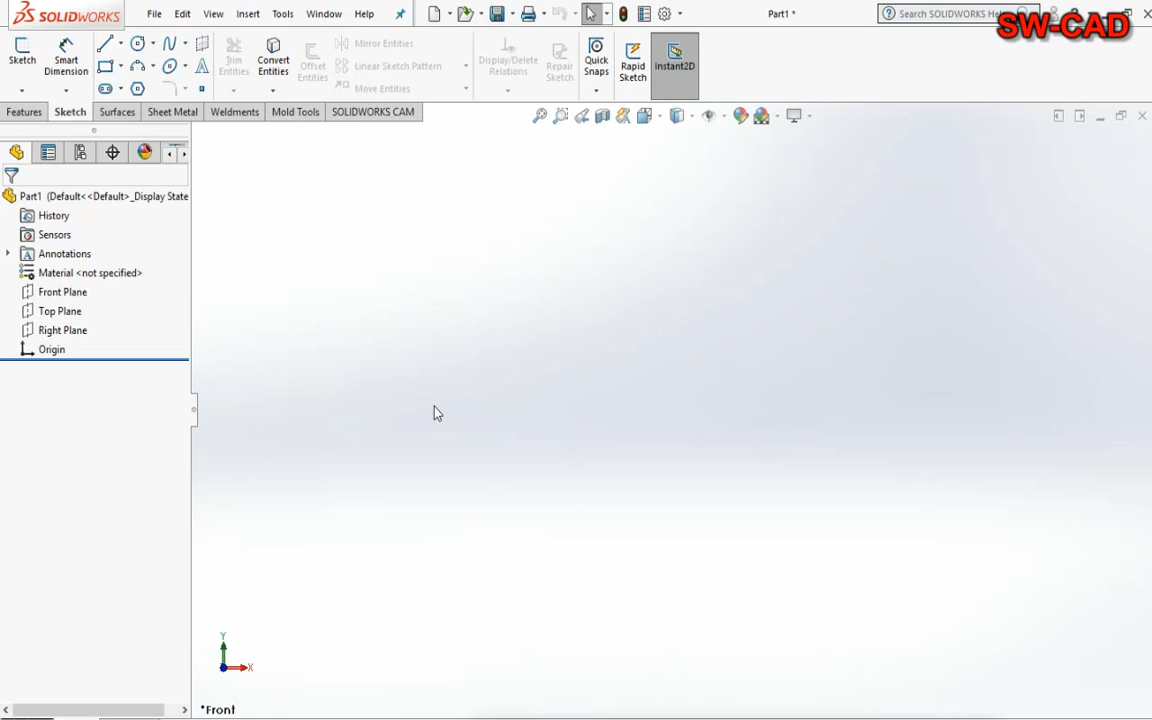 SOLIDWORKS File Edit View Insert Tools Window Help Part1 * Search SOLIDWORKS Help
SW-CAD
Sketch Smart Dimension Trim Entities Convert Entities Offset Entities Mirror Entities Linear Sketch Pattern Move Entities Display/Delete Relations Repair Sketch Quick Snaps Rapid Sketch Instant2D
Features Sketch Surfaces Sheet Metal Weldments Mold Tools SOLIDWORKS CAM
Part1 (Default<<Default>_Display State
History
Sensors
Annotations
Material <not specified>
Front Plane
Top Plane
Right Plane
Origin
Y
X
*Front